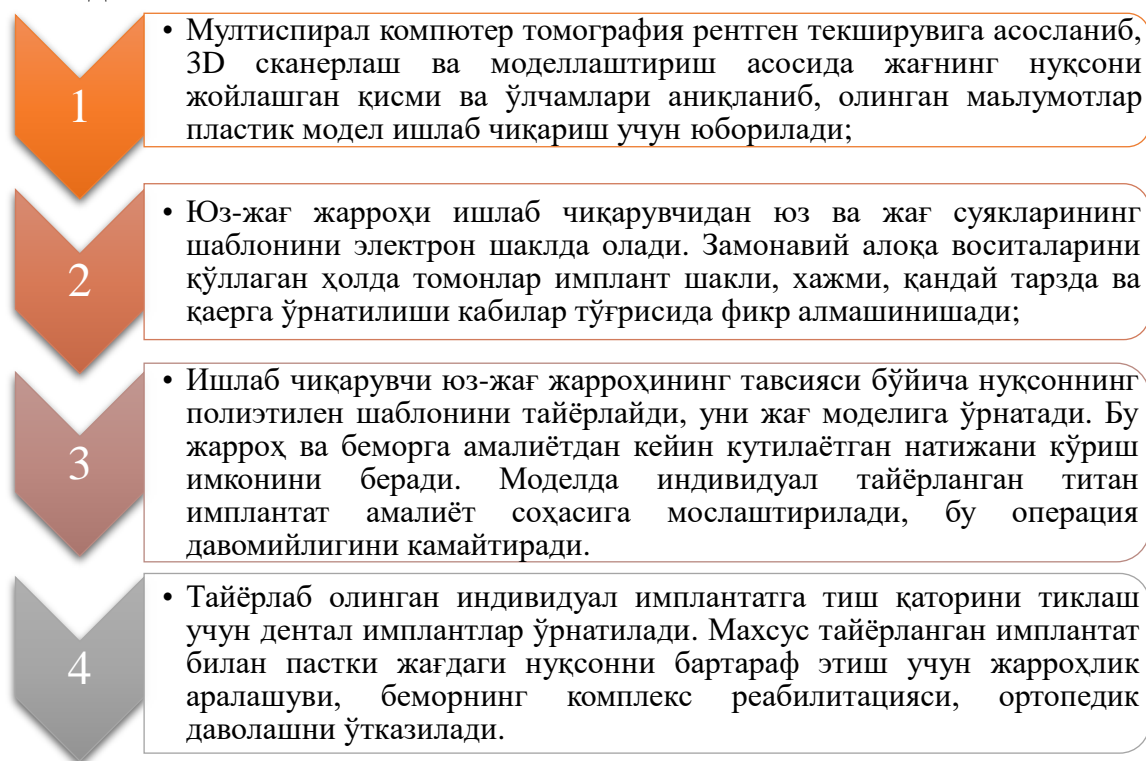 1
• Мултиспирал компютер томография рентген текширувига асосланиб,
3D сканерлаш ва моделлаштириш асосида жағнинг нуқсони
жойлашган қисми ва ўлчамлари аниқланиб, олинган маьлумотлар
пластик модел ишлаб чиқариш учун юборилади;
2
• Юз-жағ жарроҳи ишлаб чиқарувчидан юз ва жағ суякларининг
шаблонини электрон шаклда олади. Замонавий алоқа воситаларини
қўллаган ҳолда томонлар имплант шакли, хажми, қандай тарзда ва
қаерга ўрнатилиши кабилар тўғрисида фикр алмашинишади;
3
• Ишлаб чиқарувчи юз-жағ жарроҳининг тавсияси бўйича нуқсоннинг
полиэтилен шаблонини тайёрлайди, уни жағ моделига ўрнатади. Бу
жарроҳ ва беморга амалиётдан кейин кутилаётган натижани кўриш
имконини беради. Моделда индивидуал тайёрланган титан
имплантат амалиёт соҳасига мослаштирилади, бу операция
давомийлигини камайтиради.
4
• Тайёрлаб олинган индивидуал имплантатга тиш қаторини тиклаш
учун дентал имплантлар ўрнатилади. Махсус тайёрланган имплантат
билан пастки жағдаги нуқсонни бартараф этиш учун жарроҳлик
аралашуви, беморнинг комплекс реабилитацияси, ортопедик
даволашни ўтказилади.